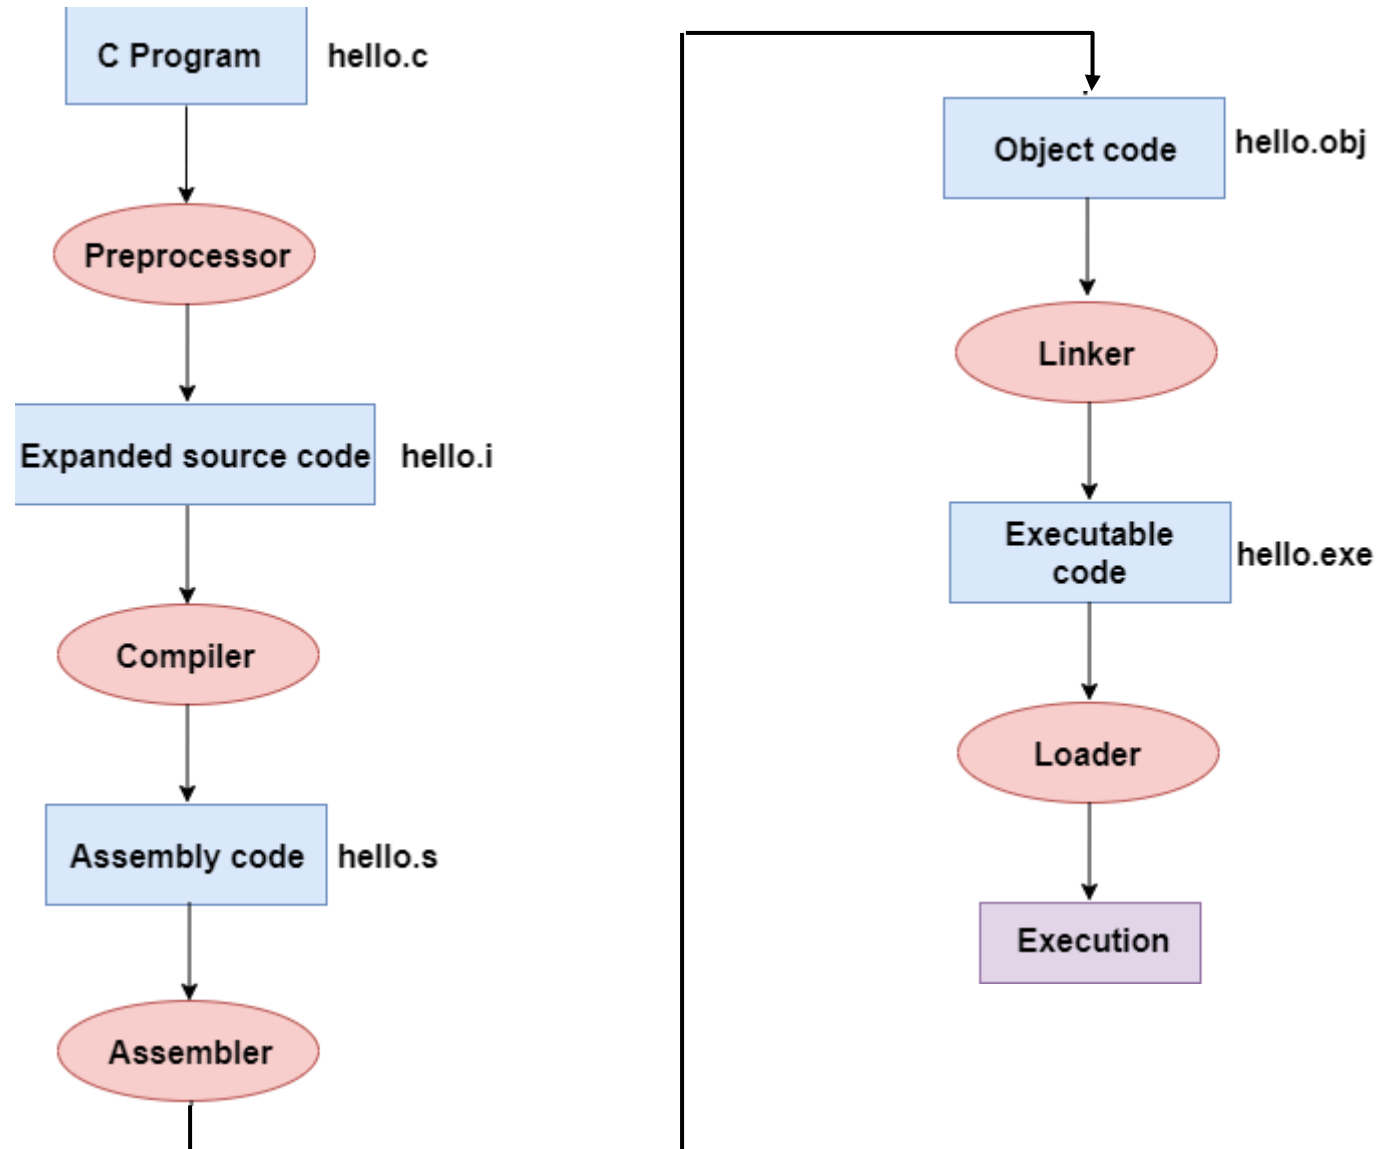 C Program
hello.c
Preprocessor
Expanded source code
hello.i
Compiler
Assembly code
hello.s
Assembler
Object code
hello.obj
Linker
Executable
code
hello.exe
Loader
Execution